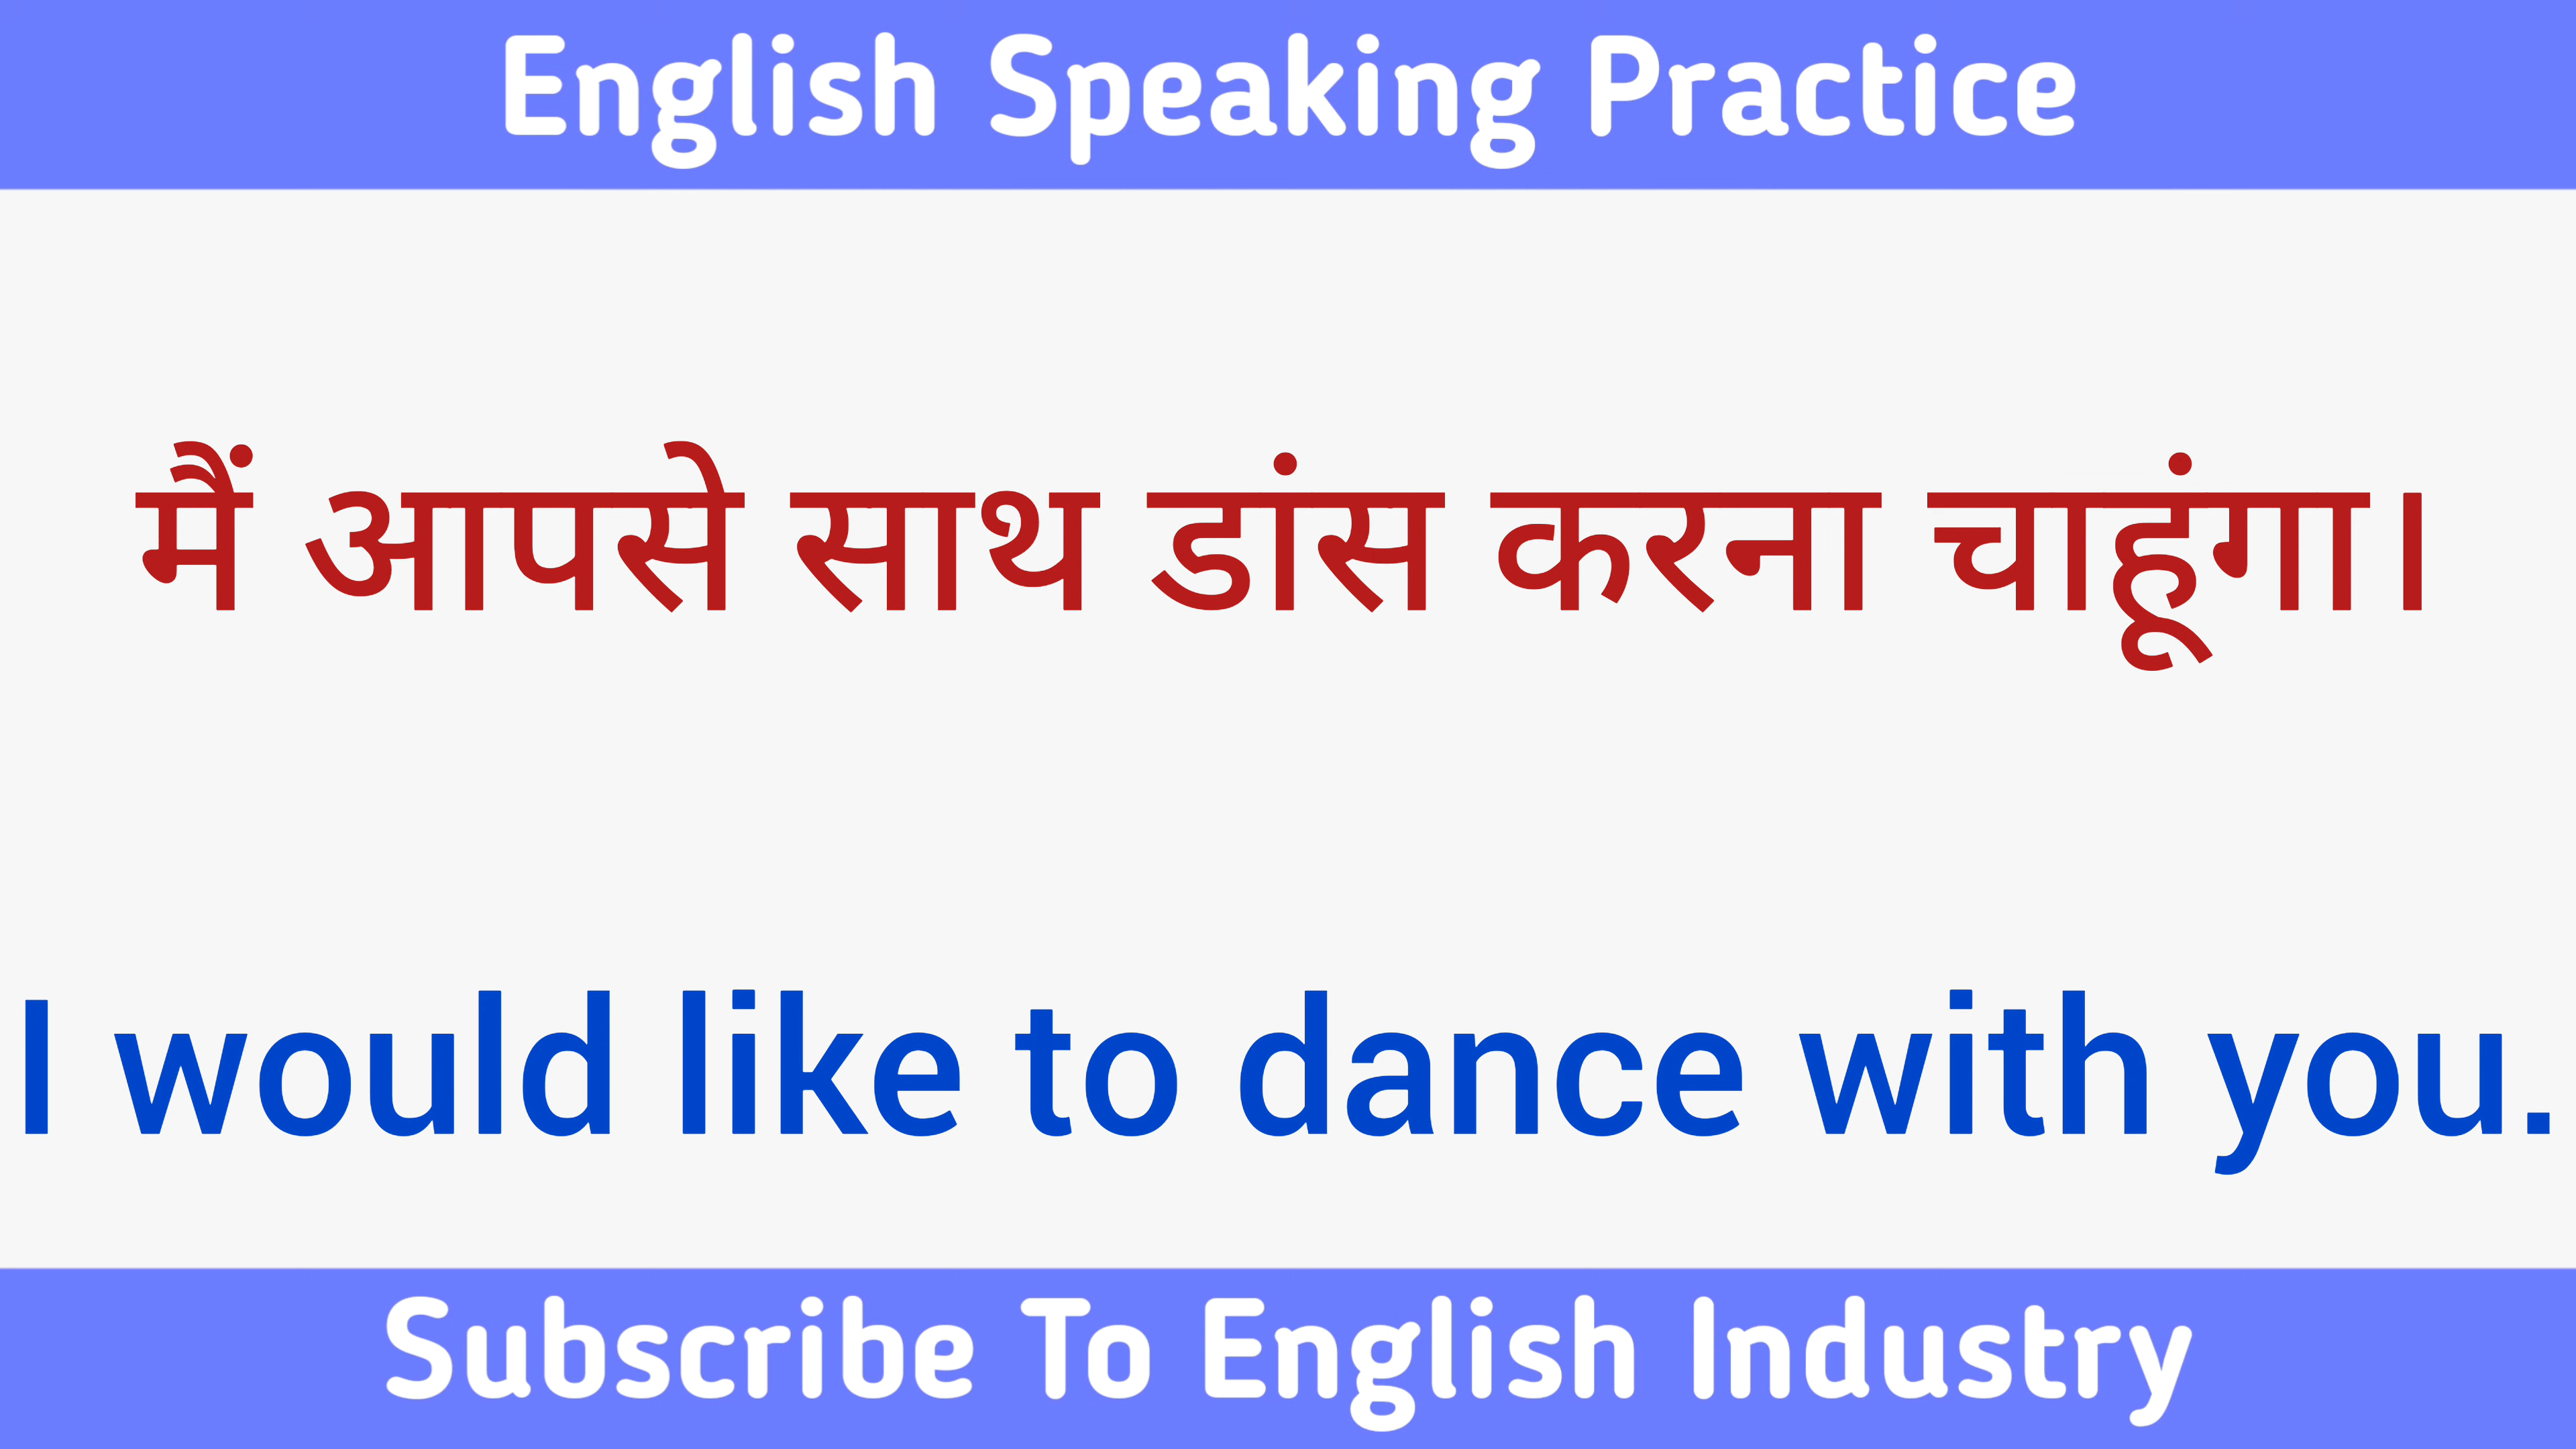 English Speaking Practice
मैं आपसे साथ डांस करना चाहूंगा।
I would like to dance with you.
Subscribe To English Industry